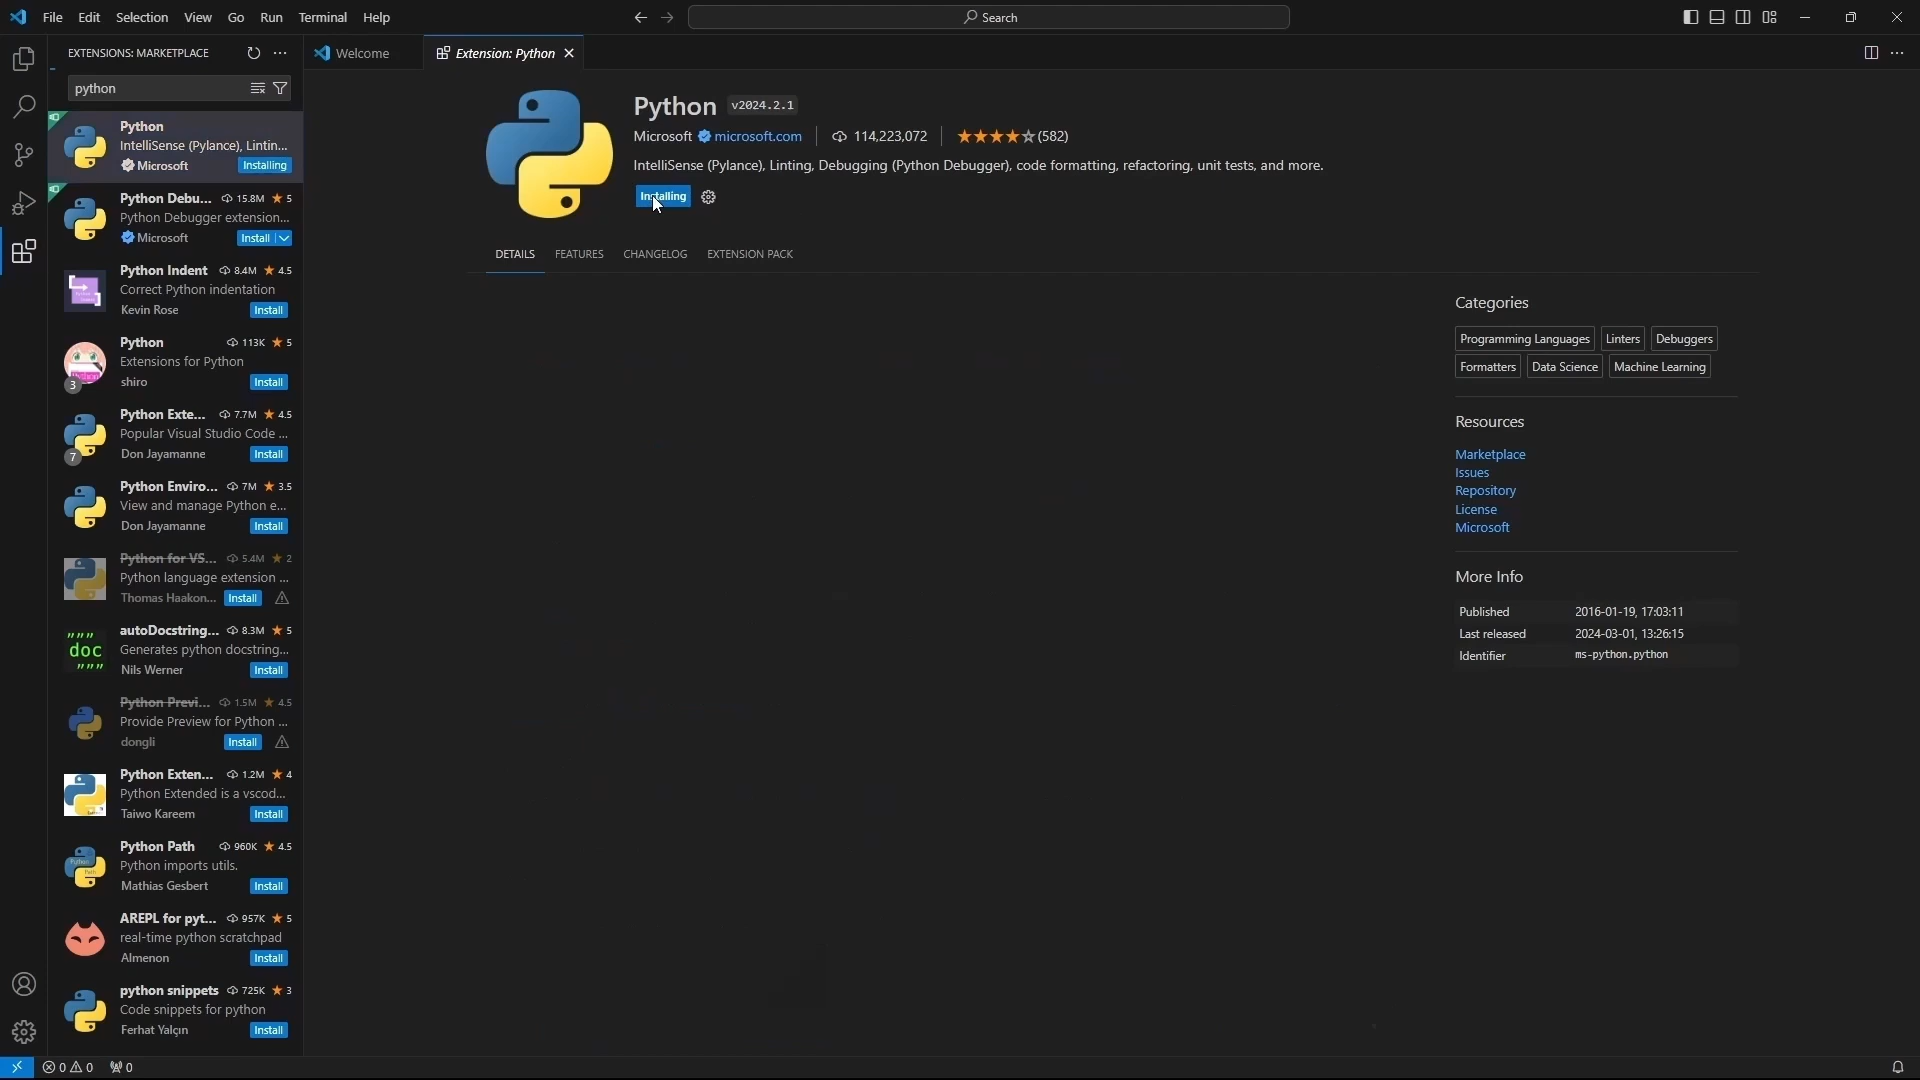 File Edit Selection View Go Run Terminal Help
Search
EXTENSIONS: MARKETPLACE
python
Python
IntelliSense (Pylance), Lintin...
Microsoft Installing
Python Debu... 15.8M ★ 5
Python Debugger extension...
Microsoft Install
Python Indent 8.4M ★ 4.5
Correct Python indentation
Kevin Rose Install
Python 113K ★ 5
Extensions for Python
3 shiro Install
Python Exte... 7.7M ★ 4.5
Popular Visual Studio Code ...
7 Don Jayamanne Install
Python Enviro... 7M ★ 3.5
View and manage Python e...
Don Jayamanne Install
Python for VS... 5.4M ★ 2
Python language extension ...
Thomas Haakon... Install
autoDocstring... 8.3M ★ 5
""" doc """
Generates python docstring...
Nils Werner Install
Python Previ... 1.5M ★ 4.5
Provide Preview for Python ...
dongli Install
Python Exten... 1.2M ★ 4
Python Extended is a vscod...
Taiwo Kareem Install
Python Path 960K ★ 4.5
Python imports utils.
Mathias Gesbert Install
AREPL for pyt... 957K ★ 5
real-time python scratchpad
Almenon Install
python snippets 725K ★ 3
Code snippets for python
Ferhat Yalçın Install
Welcome Extension: Python
Python v2024.2.1
Microsoft microsoft.com 114,223,072 ★★★★☆(582)
IntelliSense (Pylance), Linting, Debugging (Python Debugger), code formatting, refactoring, unit tests, and more.
Installing
DETAILS FEATURES CHANGELOG EXTENSION PACK
Categories
Programming Languages Linters Debuggers
Formatters Data Science Machine Learning
Resources
Marketplace
Issues
Repository
License
Microsoft
More Info
Published 2016-01-19, 17:03:11
Last released 2024-03-01, 13:26:15
Identifier ms-python.python
0 0 0